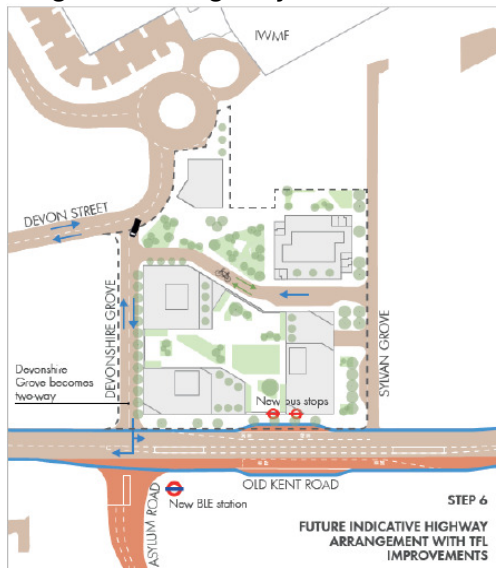 IWMF
DEVON STREET
DEVONSHIRE GROVE
SYLVAN GROVE
Devonshire
Grove becomes
two-way
New bus stops
OLD KENT ROAD
ASYLUM ROAD
New BLE station
STEP 6
FUTURE INDICATIVE HIGHWAY
ARRANGEMENT WITH TFL
IMPROVEMENTS